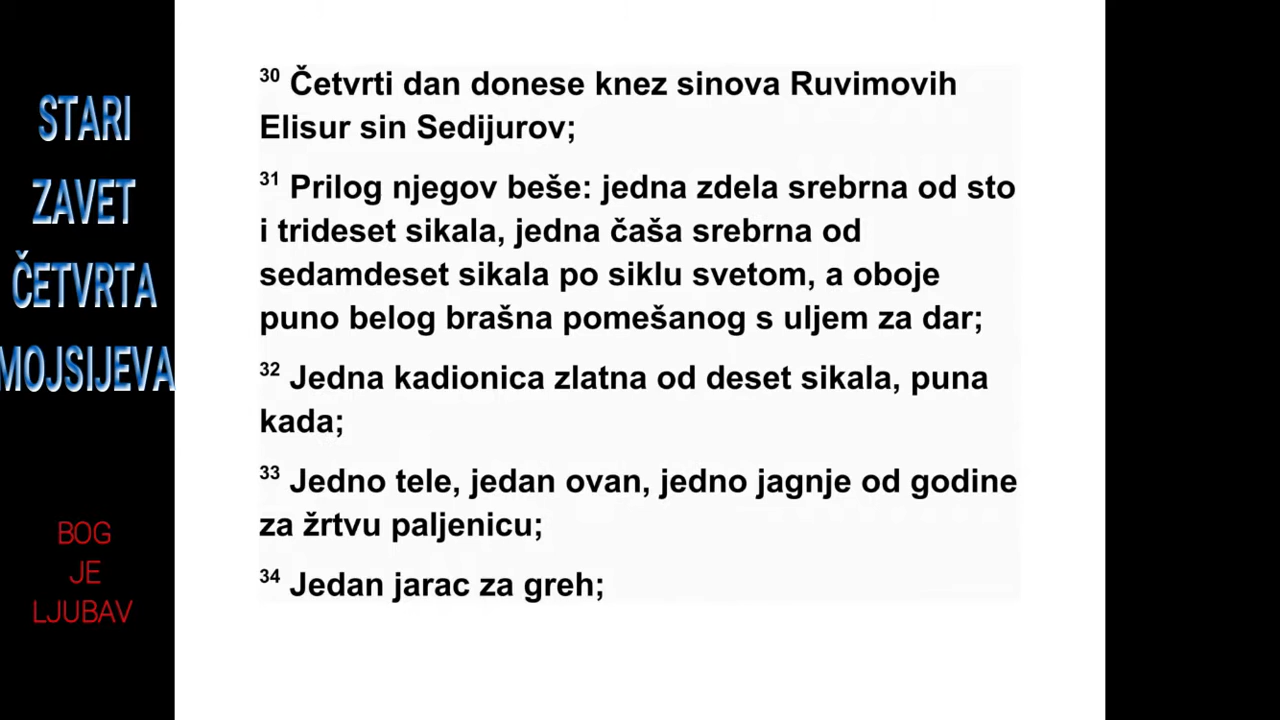 STARI
ZAVET
ČETVRTA
MOJSIJEVA
BOG
JE
LJUBAV
30 Četvrti dan donese knez sinova Ruvimovih
Elisur sin Sedijurov;
31 Prilog njegov beše: jedna zdela srebrna od sto
i trideset sikala, jedna čaša srebrna od
sedamdeset sikala po siklu svetom, a oboje
puno belog brašna pomešanog s uljem za dar;
32 Jedna kadionica zlatna od deset sikala, puna
kada;
33 Jedno tele, jedan ovan, jedno jagnje od godine
za žrtvu paljenicu;
34 Jedan jarac za greh;